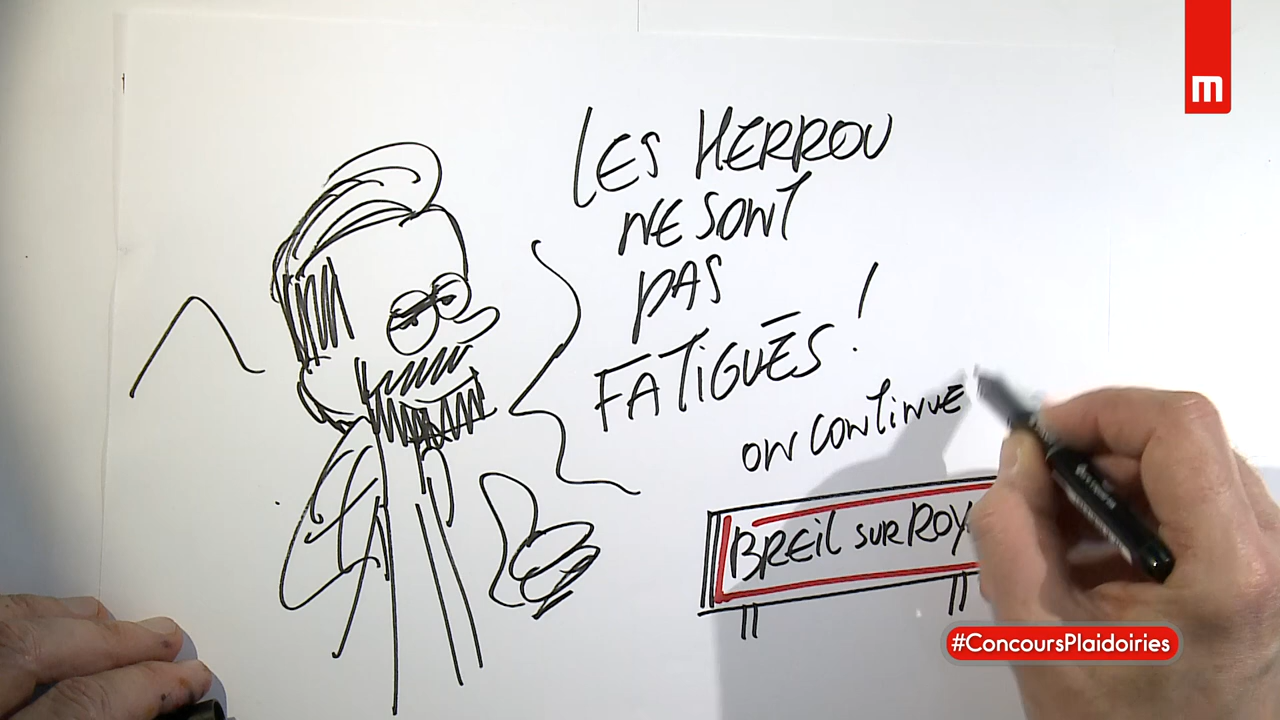 LES HERROU
NE SONT
PAS
FATIGUÉS !
ON CONTINUE
BREIL SUR ROY
#ConcoursPlaidoiries
m